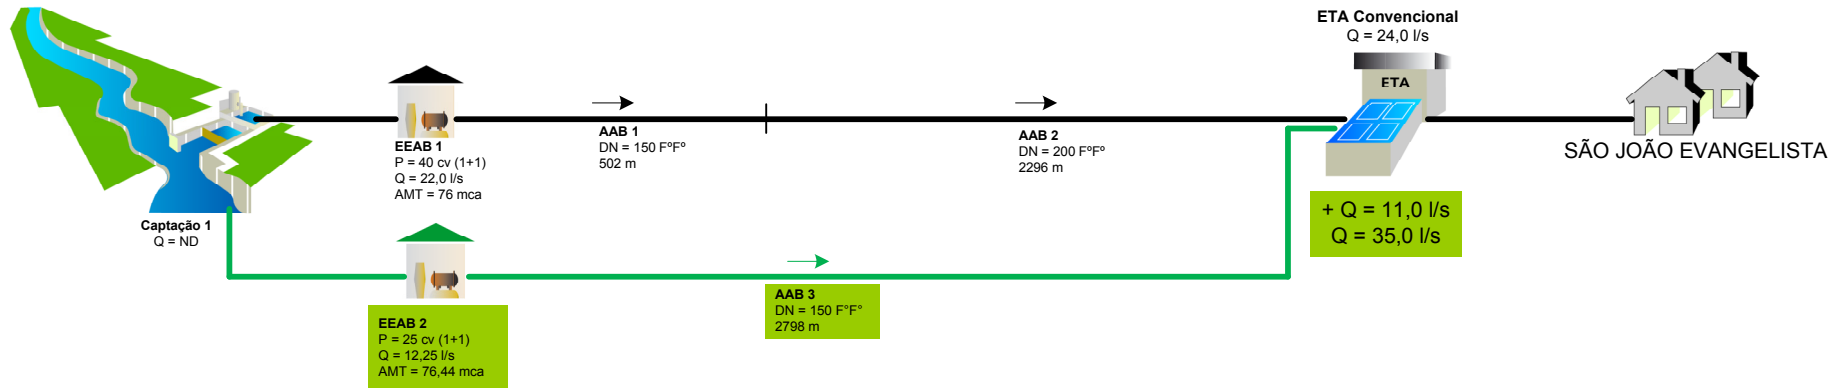 ETA Convencional
Q = 24,0 l/s
ETA
SÃO JOÃO EVANGELISTA
AAB 1
DN = 150 FºFº
502 m
AAB 2
DN = 200 FºFº
2296 m
EEAB 1
P = 40 cv (1+1)
Q = 22,0 l/s
AMT = 76 mca
Captação 1
Q = ND
+ Q = 11,0 l/s
Q = 35,0 l/s
AAB 3
DN = 150 F°F°
2798 m
EEAB 2
P = 25 cv (1+1)
Q = 12,25 l/s
AMT = 76,44 mca